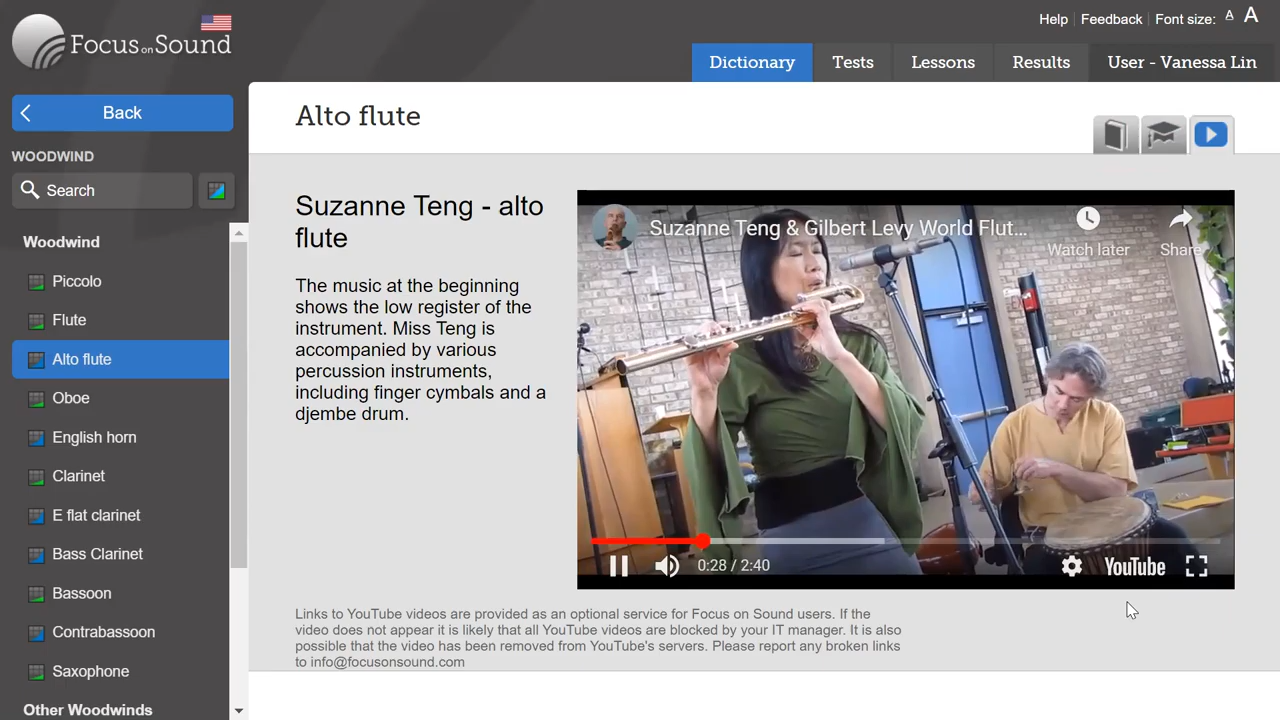 Focus on Sound
Help
Feedback
Font size: A A
Dictionary
Tests
Lessons
Results
User - Vanessa Lin
Back
WOODWIND
Search
Woodwind
Piccolo
Flute
Alto flute
Oboe
English horn
Clarinet
E flat clarinet
Bass Clarinet
Bassoon
Contrabassoon
Saxophone
Other Woodwinds
Alto flute
Suzanne Teng - alto
flute
The music at the beginning
shows the low register of the
instrument. Miss Teng is
accompanied by various
percussion instruments,
including finger cymbals and a
djembe drum.
Suzanne Teng & Gilbert Levy World Flut...
Watch later
Share
0:28 / 2:40
YouTube
Links to YouTube videos are provided as an optional service for Focus on Sound users. If the
video does not appear it is likely that all YouTube videos are blocked by your IT manager. It is also
possible that the video has been removed from YouTube's servers. Please report any broken links
to info@focusonsound.com